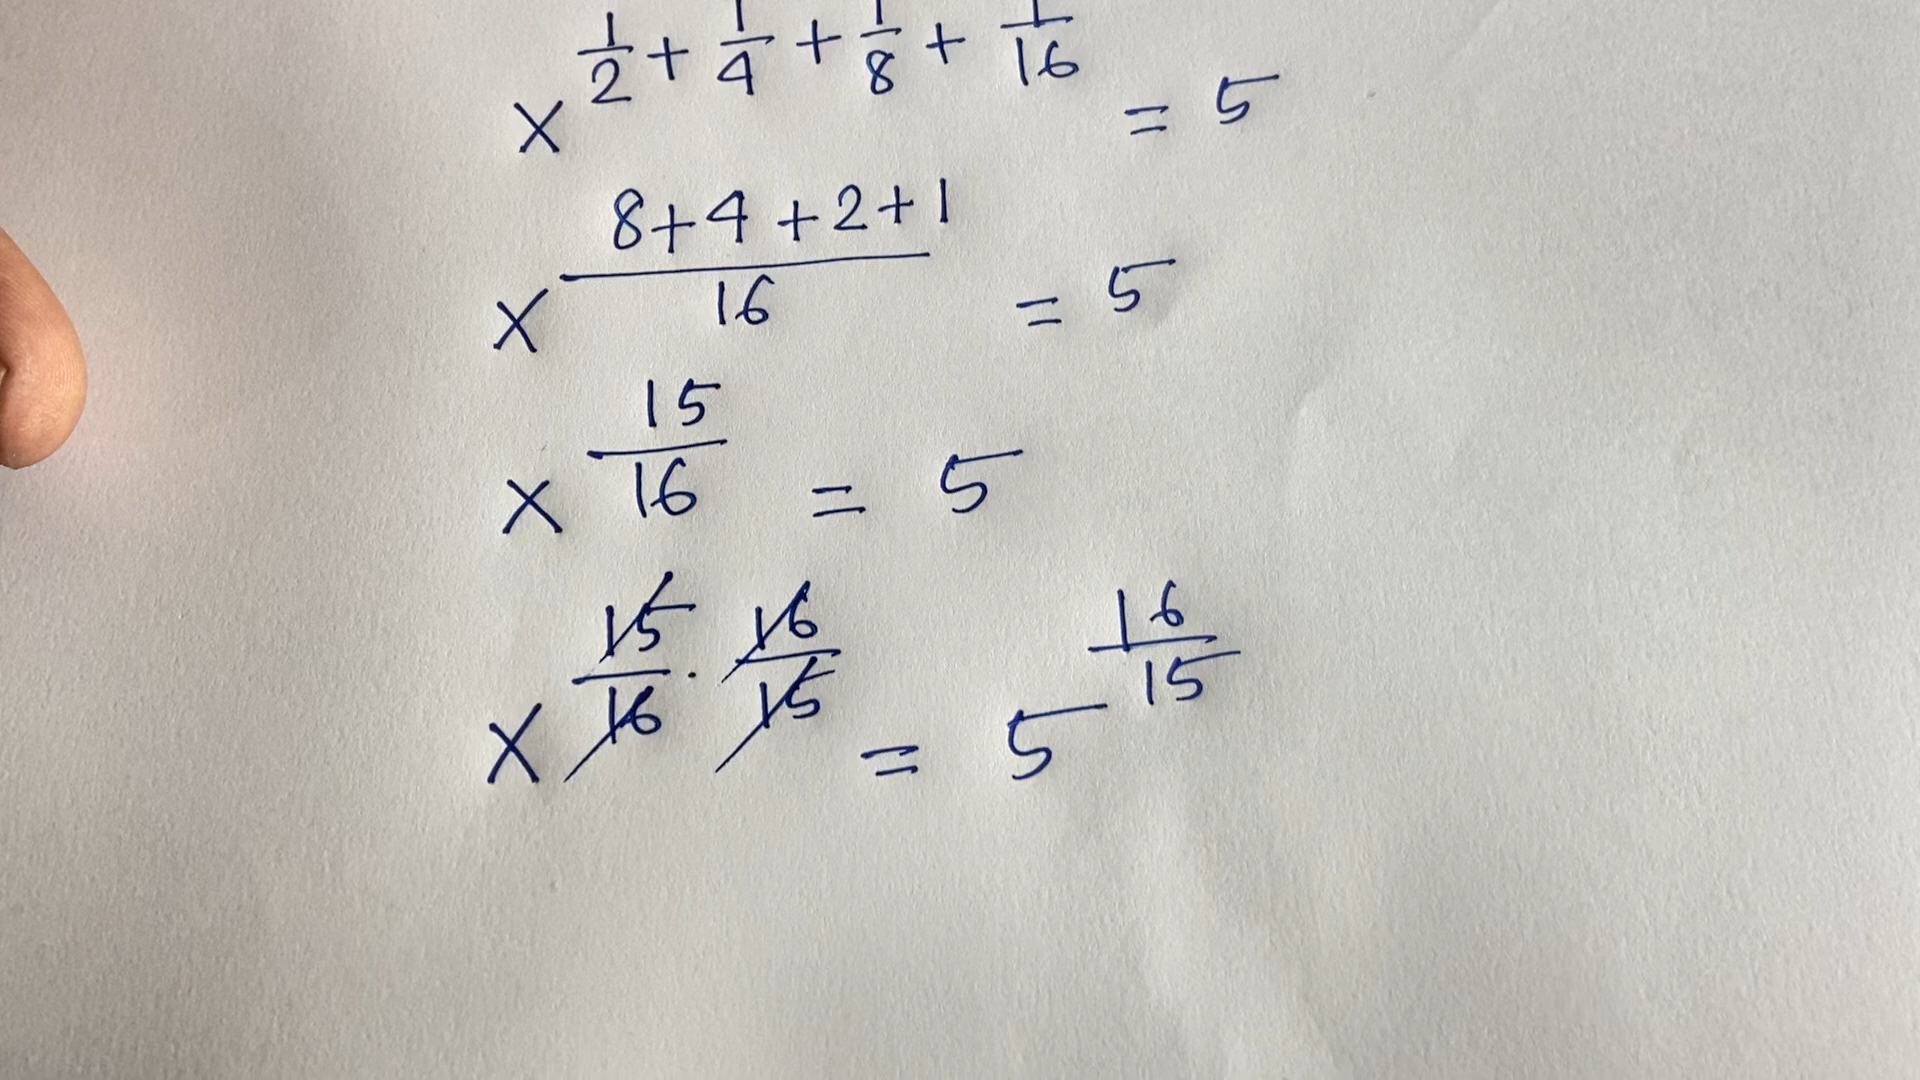 x^{1/2 + 1/4 + 1/8 + 1/16} = 5
x^{(8+4+2+1)/16} = 5
x^{15/16} = 5
x^{15/16 · 16/15} = 5^{16/15}